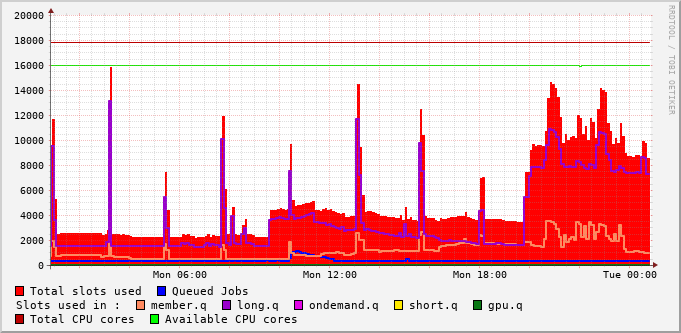 20000
18000
16000
14000
12000
10000
8000
6000
4000
2000
0
Mon 06:00 Mon 12:00 Mon 18:00 Tue 00:00
RRDTOOL / TOBI OETIKER
Total slots used Queued Jobs
Slots used in : member.q long.q ondemand.q short.q gpu.q
Total CPU cores Available CPU cores